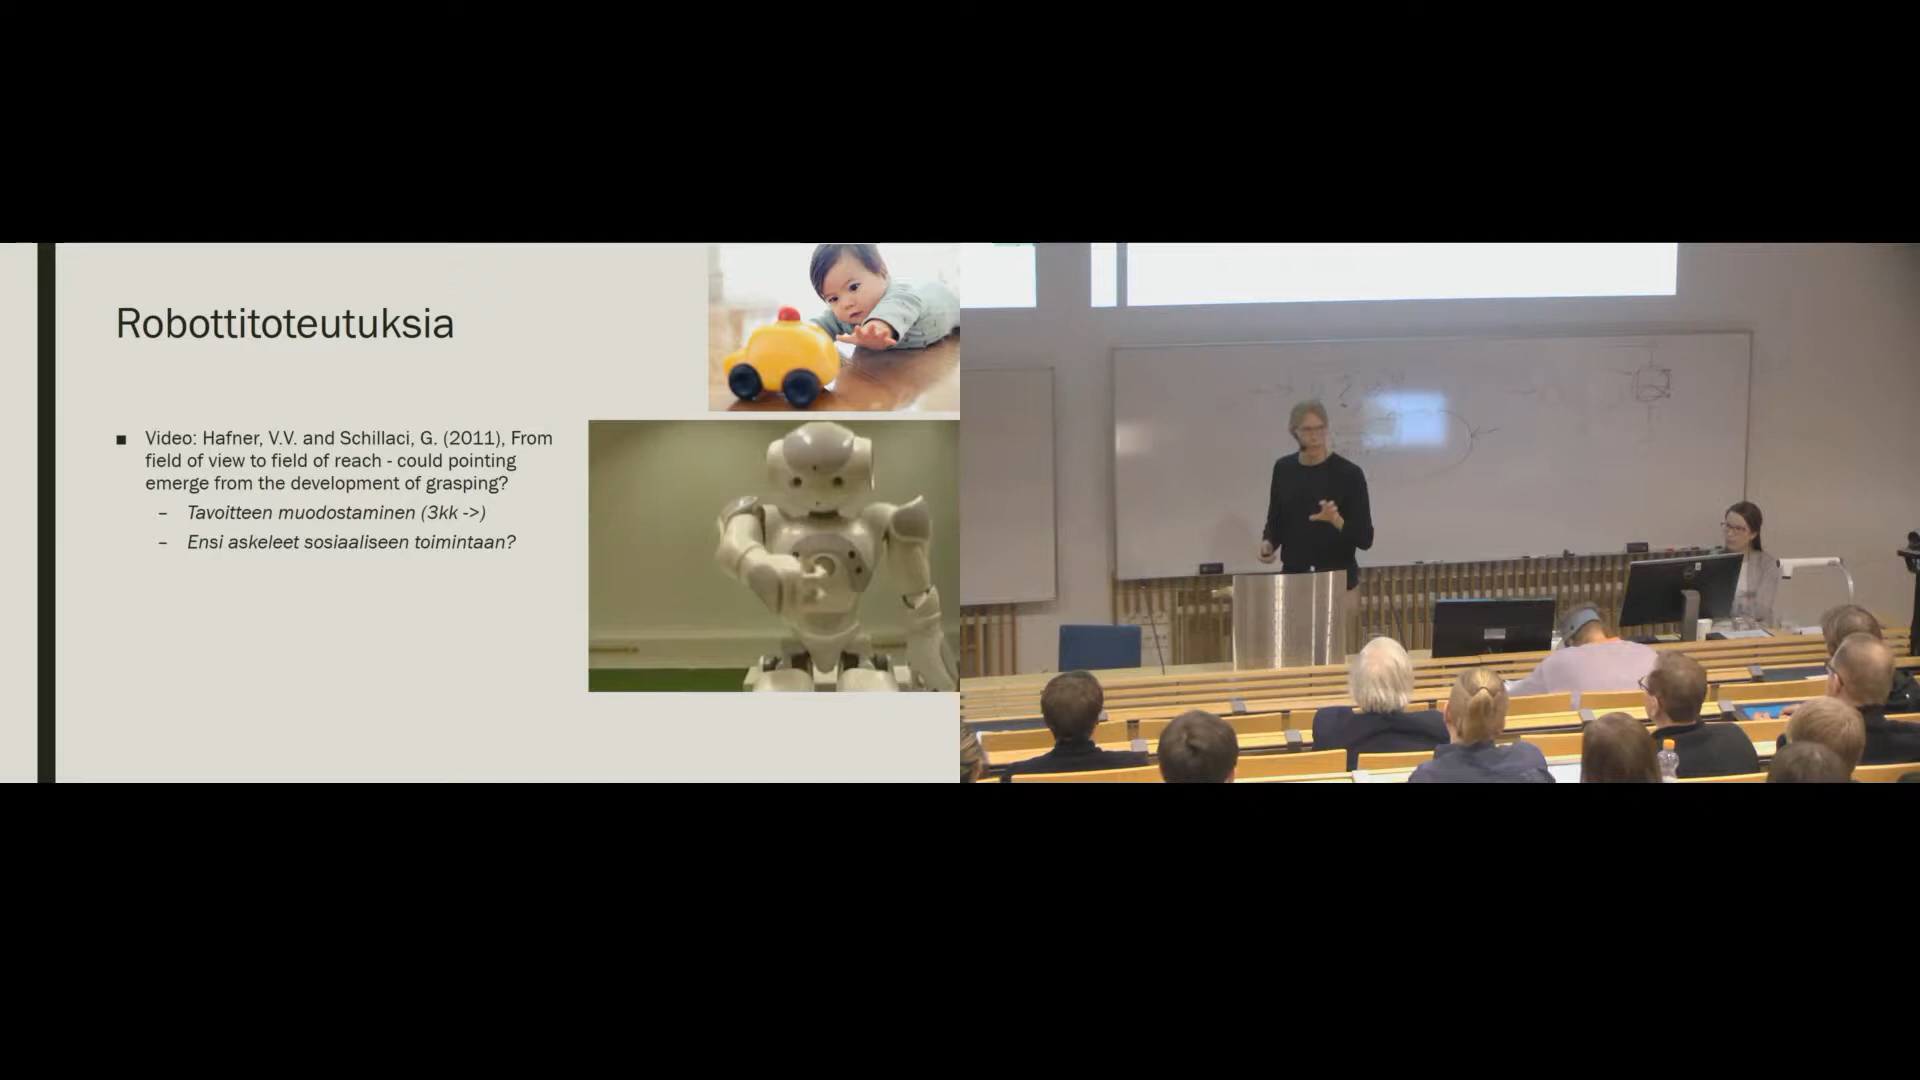 Robottitoteutuksia
▪ Video: Hafner, V.V. and Schillaci, G. (2011), From
field of view to field of reach - could pointing
emerge from the development of grasping?
– Tavoitteen muodostaminen (3kk ->)
– Ensi askeleet sosiaaliseen toimintaan?